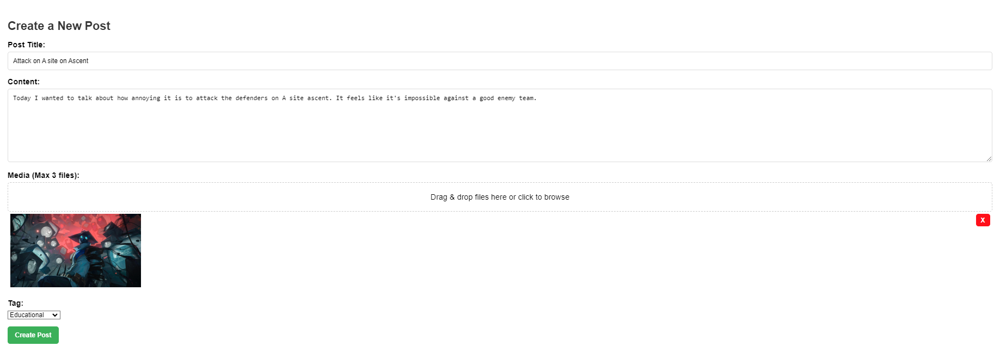 Create a New Post
Post Title:
Attack on A site on Ascent
Content:
Today I wanted to talk about how annoying it is to attack the defenders on A site ascent. It feels like it's impossible against a good enemy team.
Media (Max 3 files):
Drag & drop files here or click to browse
X
Tag:
Educational
Create Post